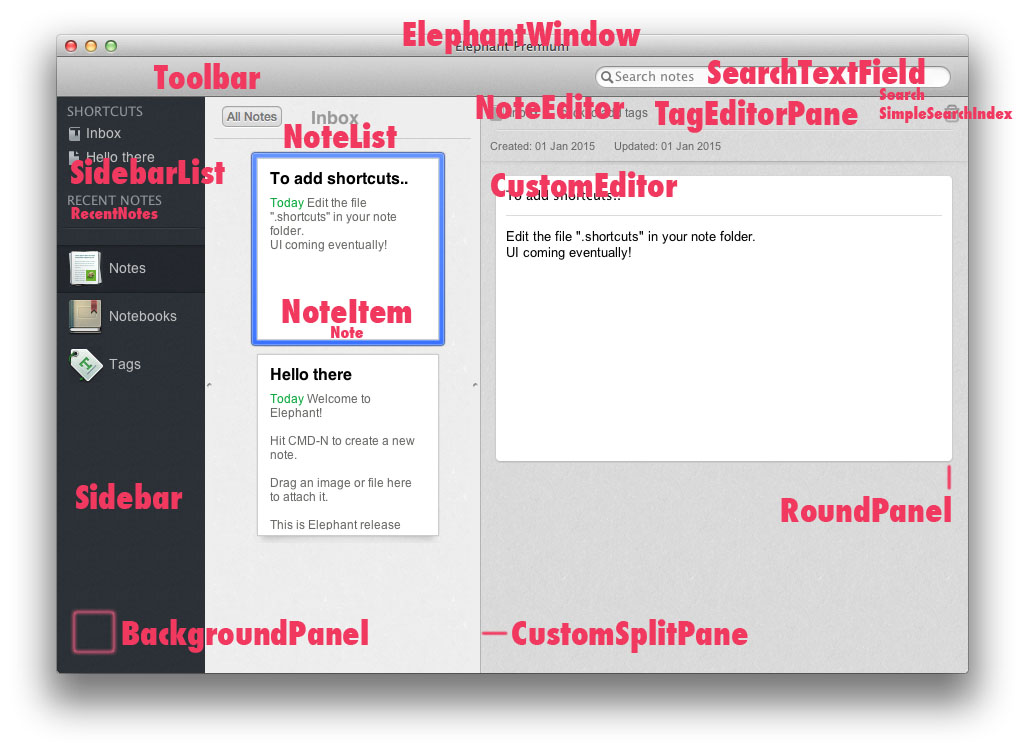 ElephantWindow
Elephant Premium
Toolbar
Search notes
SearchTextField
Search
SimpleSearchIndex
SHORTCUTS
Inbox
Hello there
SidebarList
RECENT NOTES
RecentNotes
Notes
Notebooks
Tags
Sidebar
BackgroundPanel
All Notes
Inbox
NoteList
To add shortcuts..
Today Edit the file
".shortcuts" in your note
folder.
UI coming eventually!
NoteItem
Note
Hello there
Today Welcome to
Elephant!
Hit CMD-N to create a new
note.
Drag an image or file here
to attach it.
This is Elephant release
NoteEditor
tags
TagEditorPane
Created: 01 Jan 2015
Updated: 01 Jan 2015
CustomEditor
To add shortcuts..
Edit the file ".shortcuts" in your note folder.
UI coming eventually!
RoundPanel
CustomSplitPane